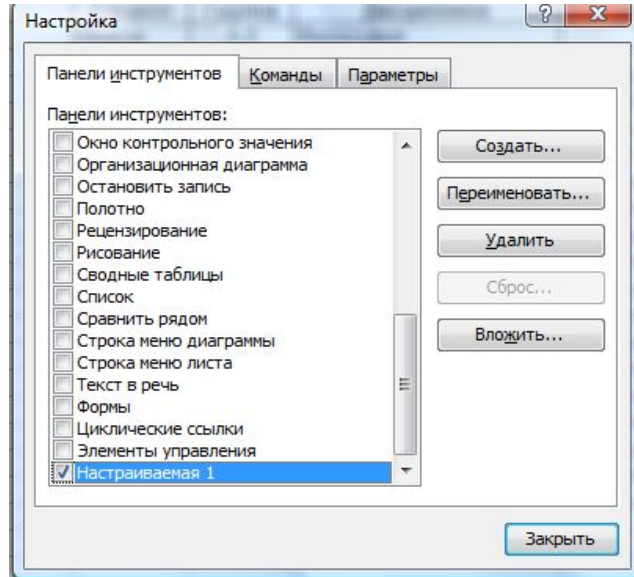 Настройка
Панели инструментов Команды Параметры
Панели инструментов:
Окно контрольного значения
Организационная диаграмма
Остановить запись
Полотно
Рецензирование
Рисование
Сводные таблицы
Список
Сравнить рядом
Строка меню диаграммы
Строка меню листа
Текст в речь
Формы
Циклические ссылки
Элементы управления
Настраиваемая 1
Создать...
Переименовать...
Удалить
Сброс...
Вложить...
Закрыть